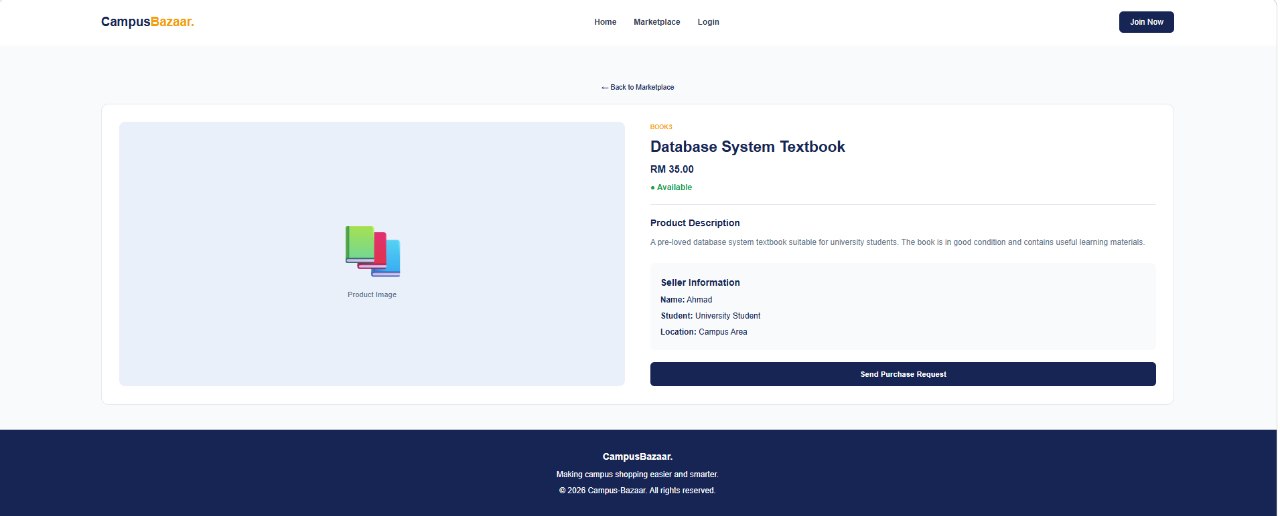 CampusBazaar.
Home Marketplace Login
Join Now
← Back to Marketplace
Product Image
BOOKS
Database System Textbook
RM 35.00
● Available
Product Description
A pre-loved database system textbook suitable for university students. The book is in good condition and contains useful learning materials.
Seller Information
Name: Ahmad
Student: University Student
Location: Campus Area
Send Purchase Request
CampusBazaar.
Making campus shopping easier and smarter.
© 2026 Campus-Bazaar. All rights reserved.